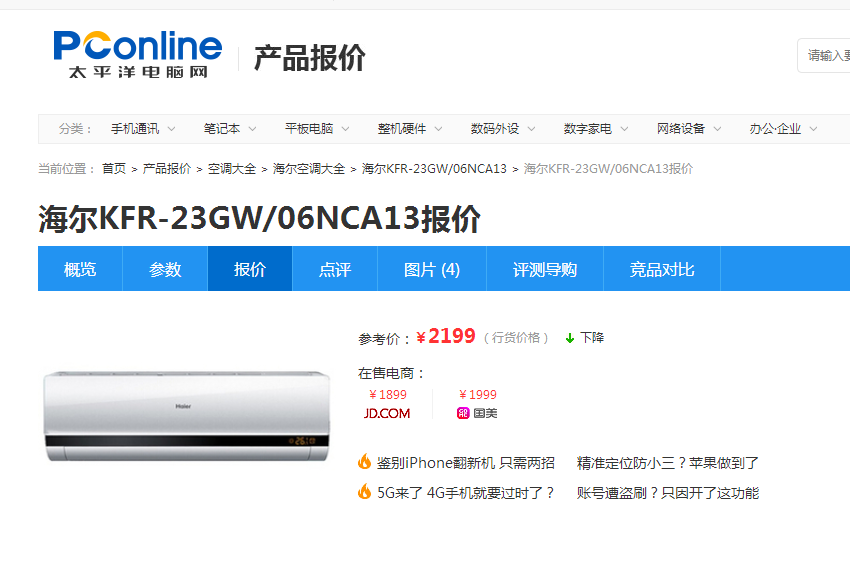 PConline
太平洋电脑网
产品报价
请输入要
分类： 手机通讯 笔记本 平板电脑 整机硬件 数码外设 数字家电 网络设备 办公·企业
当前位置： 首页 > 产品报价 > 空调大全 > 海尔空调大全 > 海尔KFR-23GW/06NCA13 > 海尔KFR-23GW/06NCA13报价
海尔KFR-23GW/06NCA13报价
概览 参数 报价 点评 图片 (4) 评测导购 竞品对比
参考价：￥2199 （行货价格） 下降
在售电商：
￥1899 ￥1999
JD.COM 国美
Haier
鉴别iPhone翻新机 只需两招 精准定位防小三？苹果做到了
5G来了 4G手机就要过时了？ 账号遭盗刷？只因开了这功能